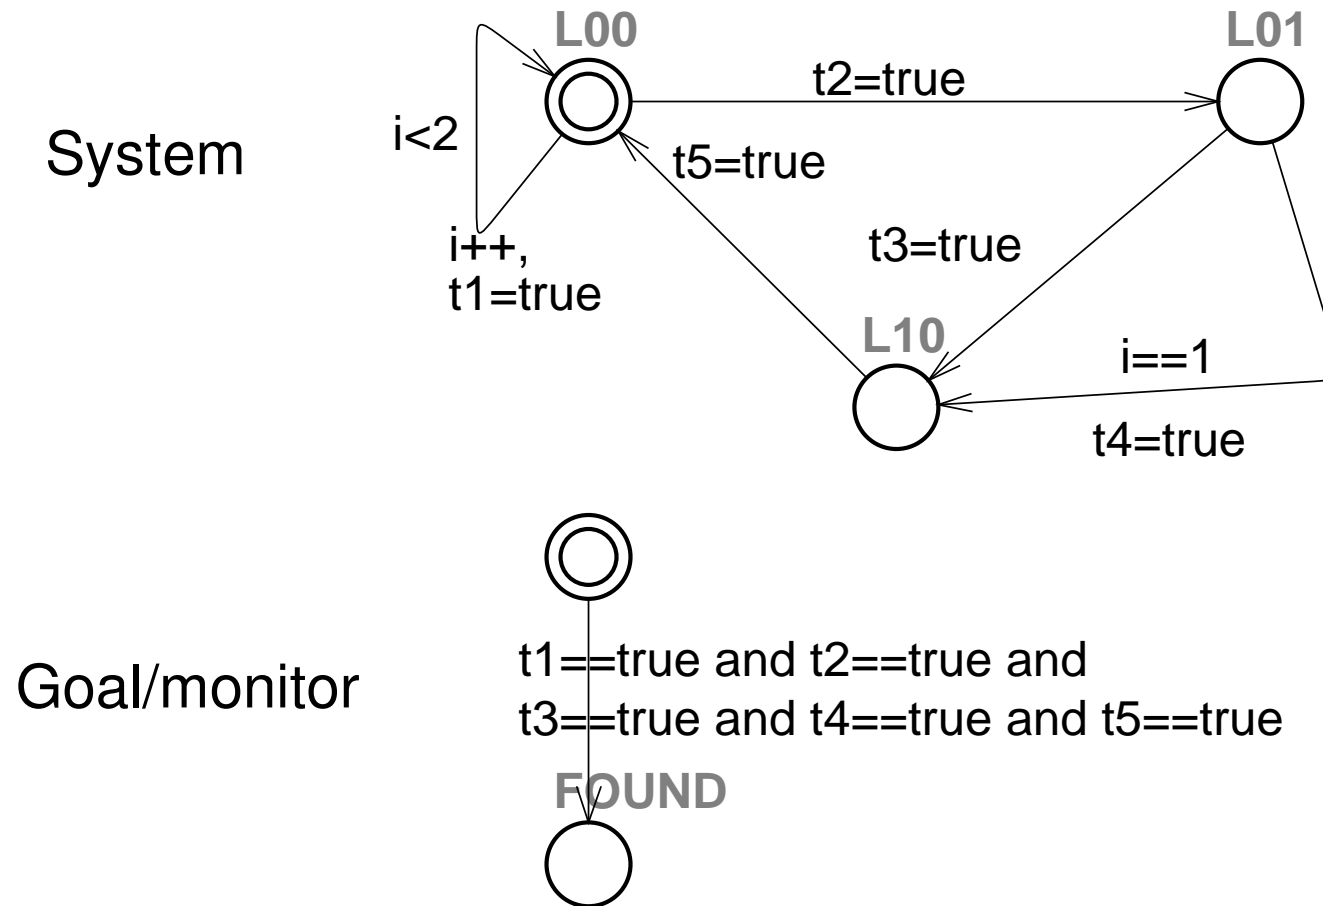 L00
L01
t2=true
i<2
System
t5=true
i++,
t1=true
t3=true
L10
i==1
t4=true
Goal/monitor
t1==true and t2==true and
t3==true and t4==true and t5==true
FOUND